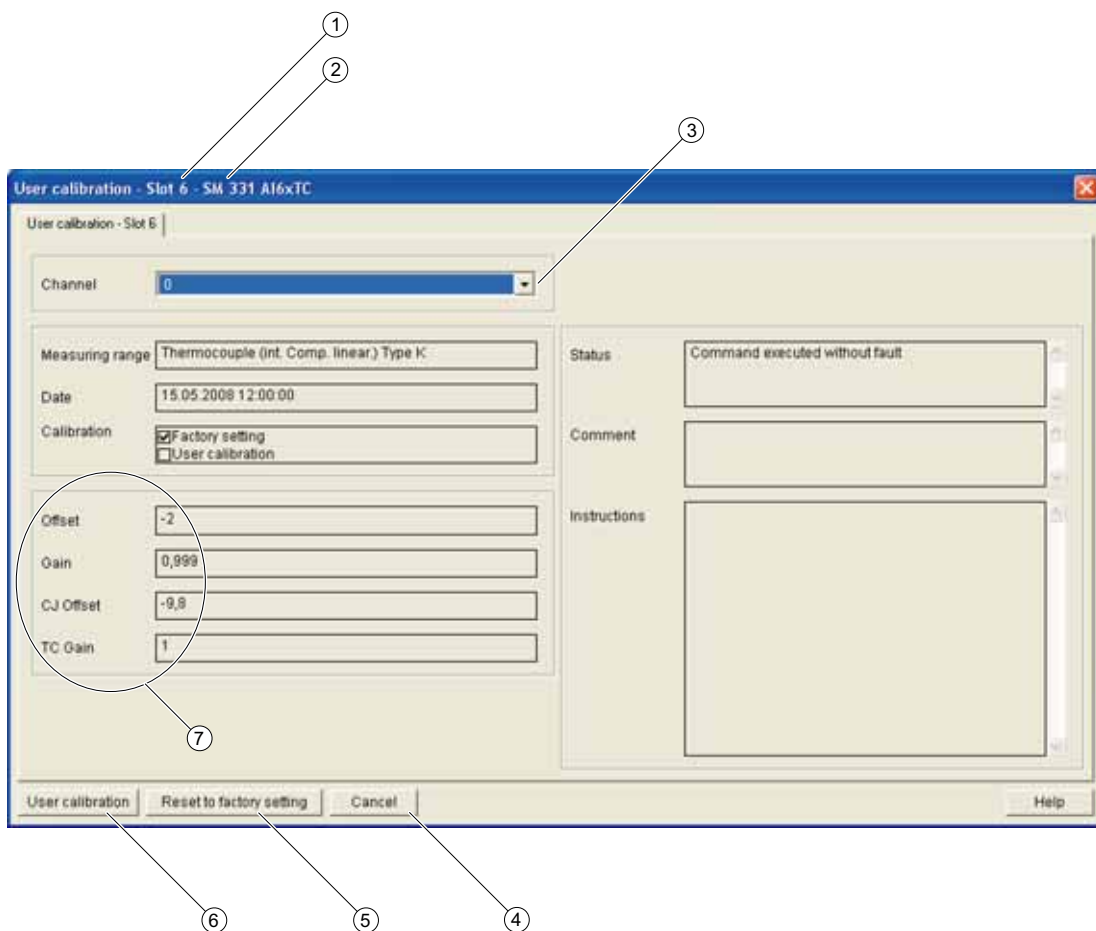 ①
②
③
User calibration - Slot 6 - SM 331 AI6xTC
User calibration - Slot 6
Channel
0
Measuring range
Thermocouple (int. Comp. linear.) Type K
Date
15.05.2008 12:00:00
Calibration
Factory setting
User calibration
Offset
-2
Gain
0,999
CJ Offset
-9,8
TC Gain
1
Status
Command executed without fault
Comment
Instructions
⑦
User calibration
Reset to factory setting
Cancel
Help
⑥
⑤
④